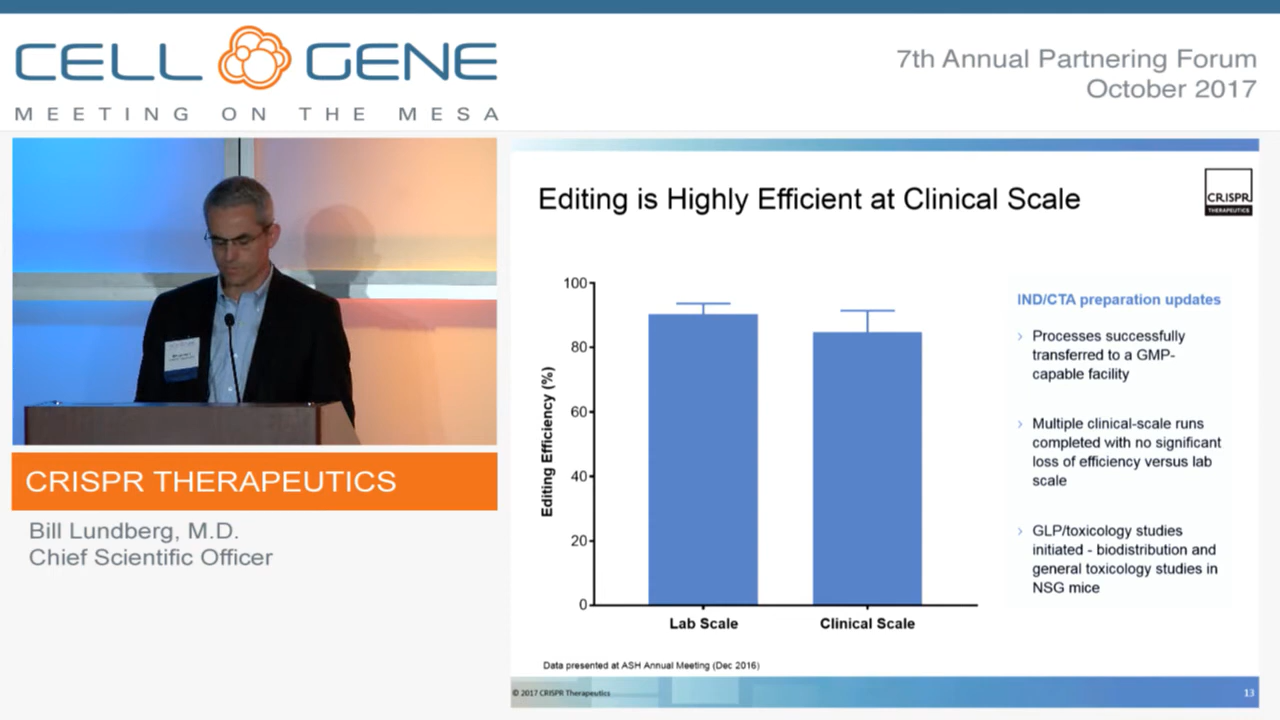 CELL GENE
MEETING ON THE MESA
7th Annual Partnering Forum
October 2017
CRISPR THERAPEUTICS
Bill Lundberg, M.D.
Chief Scientific Officer
Editing is Highly Efficient at Clinical Scale
CRISPR
THERAPEUTICS
Editing Efficiency (%)
100
80
60
40
20
0
Lab Scale
Clinical Scale
IND/CTA preparation updates
› Processes successfully
transferred to a GMP-
capable facility
› Multiple clinical-scale runs
completed with no significant
loss of efficiency versus lab
scale
› GLP/toxicology studies
initiated - biodistribution and
general toxicology studies in
NSG mice
Data presented at ASH Annual Meeting (Dec 2016)
© 2017 CRISPR Therapeutics
13